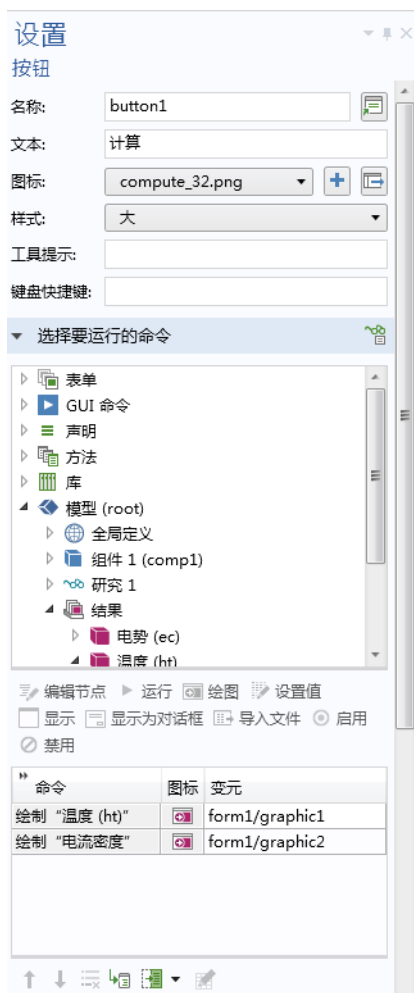 设置
按钮
名称: button1
文本: 计算
图标: compute_32.png
样式: 大
工具提示:
键盘快捷键:
选择要运行的命令
表单
GUI 命令
声明
方法
库
模型 (root)
全局定义
组件 1 (comp1)
研究 1
结果
电势 (ec)
温度 (ht)
编辑节点 运行 绘图 设置值
显示 显示为对话框 导入文件 启用
禁用
命令 图标 变元
绘制 “温度 (ht)” form1/graphic1
绘制 “电流密度” form1/graphic2